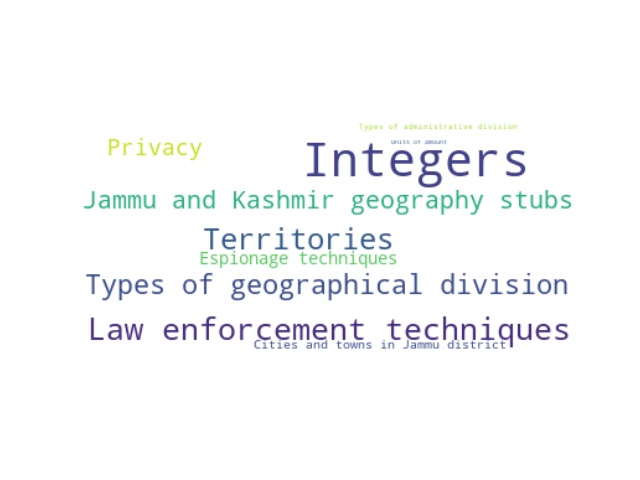 Types of administrative division
units of amount
Privacy
Integers
Jammu and Kashmir geography stubs
Territories
Espionage techniques
Types of geographical division
Law enforcement techniques
Cities and towns in Jammu district